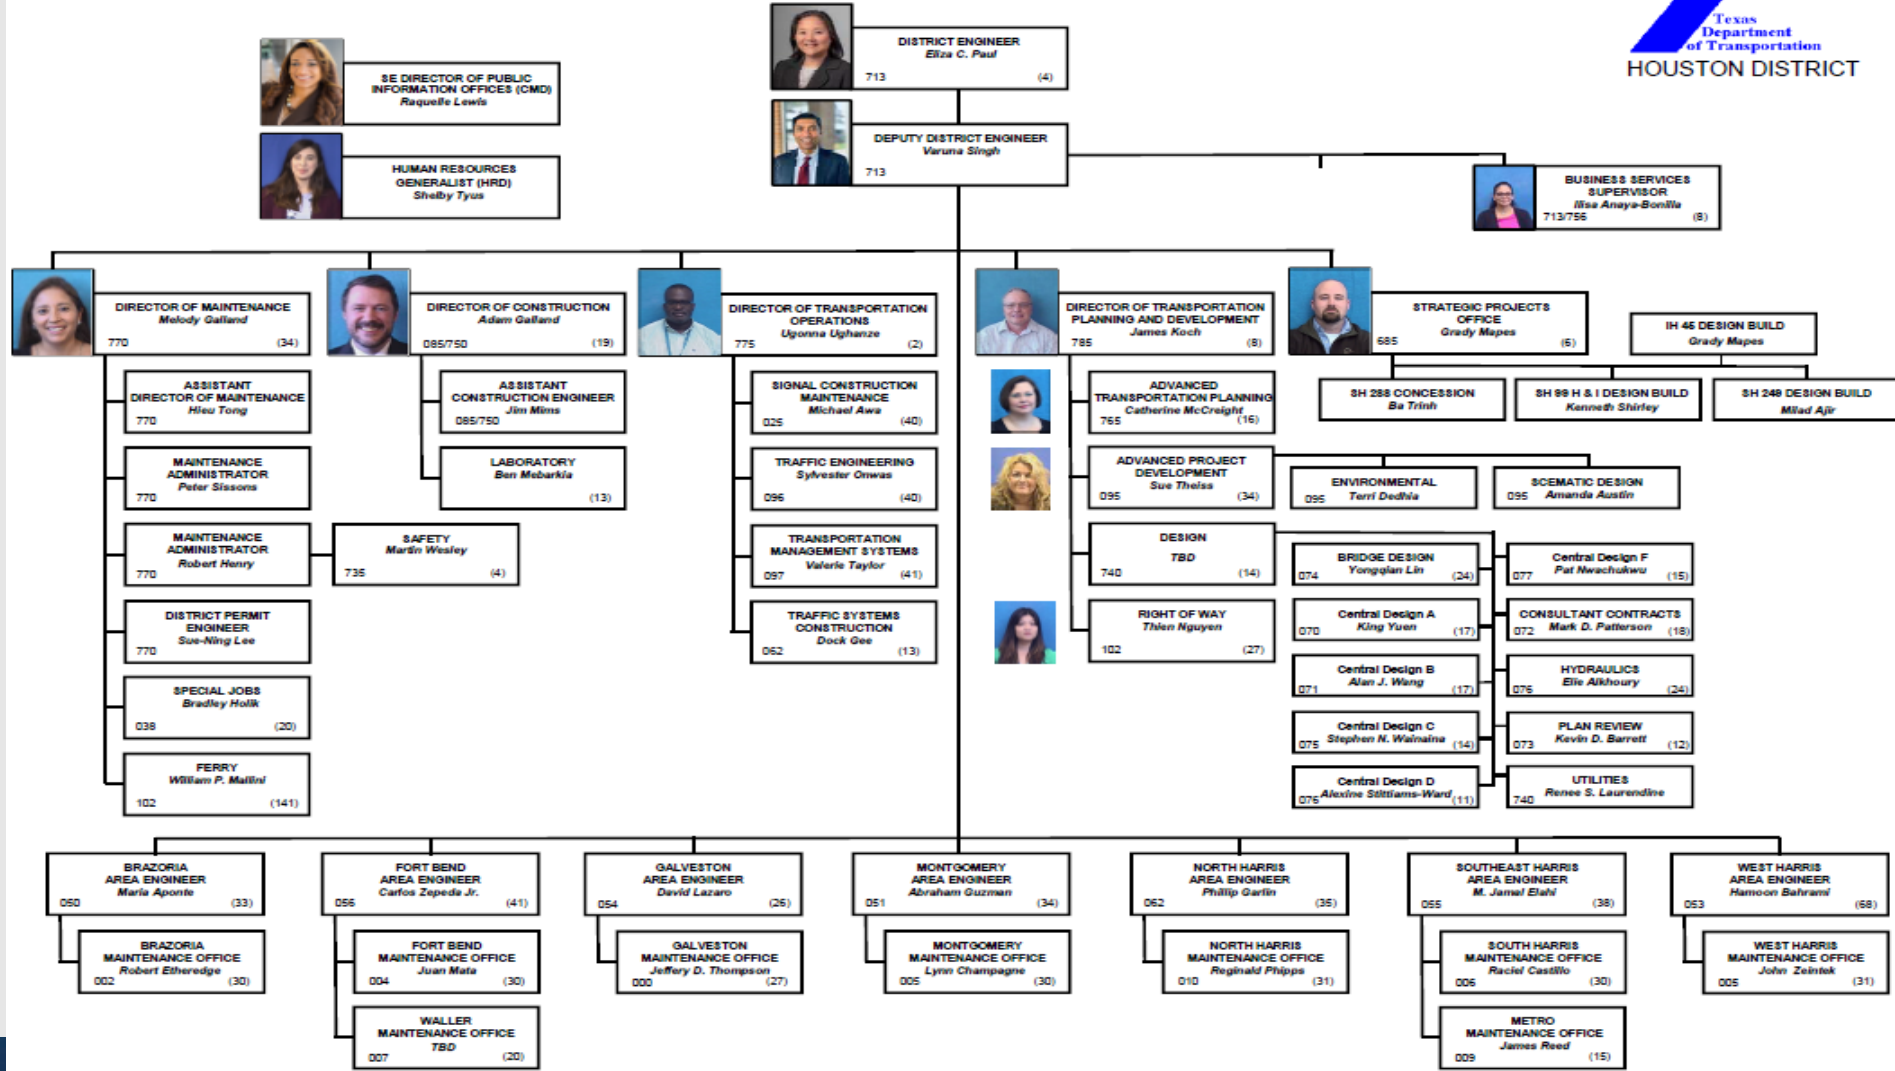 Texas
Department
of Transportation
HOUSTON DISTRICT
DISTRICT ENGINEER
Eliza C. Paul
713 (4)
SE DIRECTOR OF PUBLIC
INFORMATION OFFICES (CMD)
Raquelle Lewis
DEPUTY DISTRICT ENGINEER
Varuna Singh
713
HUMAN RESOURCES
GENERALIST (HRD)
Shelby Tyus
BUSINESS SERVICES
SUPERVISOR
Ilisa Anaya-Bonilla
713/756 (8)
DIRECTOR OF MAINTENANCE
Melody Galland
770 (34)
DIRECTOR OF CONSTRUCTION
Adam Galland
085/750 (19)
DIRECTOR OF TRANSPORTATION
OPERATIONS
Ugonna Ughanze
775 (2)
DIRECTOR OF TRANSPORTATION
PLANNING AND DEVELOPMENT
James Koch
785 (8)
STRATEGIC PROJECTS
OFFICE
Grady Mapes
685 (6)
IH 45 DESIGN BUILD
Grady Mapes
SH 288 CONCESSION
Ba Trinh
SH 99 H & I DESIGN BUILD
Kenneth Shirley
SH 249 DESIGN BUILD
Milad Ajir
ASSISTANT
DIRECTOR OF MAINTENANCE
Hieu Tong
770
MAINTENANCE
ADMINISTRATOR
Peter Sissons
770
MAINTENANCE
ADMINISTRATOR
Robert Henry
770
SAFETY
Martin Wesley
735 (4)
DISTRICT PERMIT
ENGINEER
Sue-Ning Lee
770
SPECIAL JOBS
Bradley Holik
038 (20)
FERRY
William P. Mallini
102 (141)
ASSISTANT
CONSTRUCTION ENGINEER
Jim Mims
085/750
LABORATORY
Ben Mebarkia
(13)
SIGNAL CONSTRUCTION
MAINTENANCE
Michael Awa
025 (40)
TRAFFIC ENGINEERING
Sylvester Onwas
096 (40)
TRANSPORTATION
MANAGEMENT SYSTEMS
Valerie Taylor
097 (41)
TRAFFIC SYSTEMS
CONSTRUCTION
Dock Gee
062 (13)
ADVANCED
TRANSPORTATION PLANNING
Catherine McCreight
765 (16)
ADVANCED PROJECT
DEVELOPMENT
Sue Theiss
095 (34)
ENVIRONMENTAL
095 Terri Dedhia
SCEMATIC DESIGN
095 Amanda Austin
DESIGN
TBD
740 (14)
RIGHT OF WAY
Thien Nguyen
102 (27)
BRIDGE DESIGN
Yongqian Lin
074 (24)
Central Design A
King Yuen
070 (17)
Central Design B
Alan J. Wang
071 (17)
Central Design C
Stephen N. Wainaina
075 (14)
Central Design D
Alexine Stittiams-Ward
076 (11)
Central Design F
Pat Nwachukwu
077 (15)
CONSULTANT CONTRACTS
Mark D. Patterson
072 (18)
HYDRAULICS
Elie Alkhoury
076 (24)
PLAN REVIEW
Kevin D. Barrett
073 (12)
UTILITIES
Renee S. Laurendine
740
BRAZORIA
AREA ENGINEER
Maria Aponte
050 (33)
BRAZORIA
MAINTENANCE OFFICE
Robert Etheredge
002 (30)
FORT BEND
AREA ENGINEER
Carlos Zepeda Jr.
056 (41)
FORT BEND
MAINTENANCE OFFICE
Juan Mata
004 (30)
WALLER
MAINTENANCE OFFICE
TBD
007 (20)
GALVESTON
AREA ENGINEER
David Lazaro
054 (26)
GALVESTON
MAINTENANCE OFFICE
Jeffery D. Thompson
000 (27)
MONTGOMERY
AREA ENGINEER
Abraham Guzman
051 (34)
MONTGOMERY
MAINTENANCE OFFICE
Lynn Champagne
005 (30)
NORTH HARRIS
AREA ENGINEER
Phillip Garlin
062 (35)
NORTH HARRIS
MAINTENANCE OFFICE
Reginald Phipps
010 (31)
SOUTHEAST HARRIS
AREA ENGINEER
M. Jamal Elahi
055 (38)
SOUTH HARRIS
MAINTENANCE OFFICE
Raciel Castillo
006 (30)
METRO
MAINTENANCE OFFICE
James Reed
009 (15)
WEST HARRIS
AREA ENGINEER
Hamoon Bahrami
053 (68)
WEST HARRIS
MAINTENANCE OFFICE
John Zeintek
005 (31)